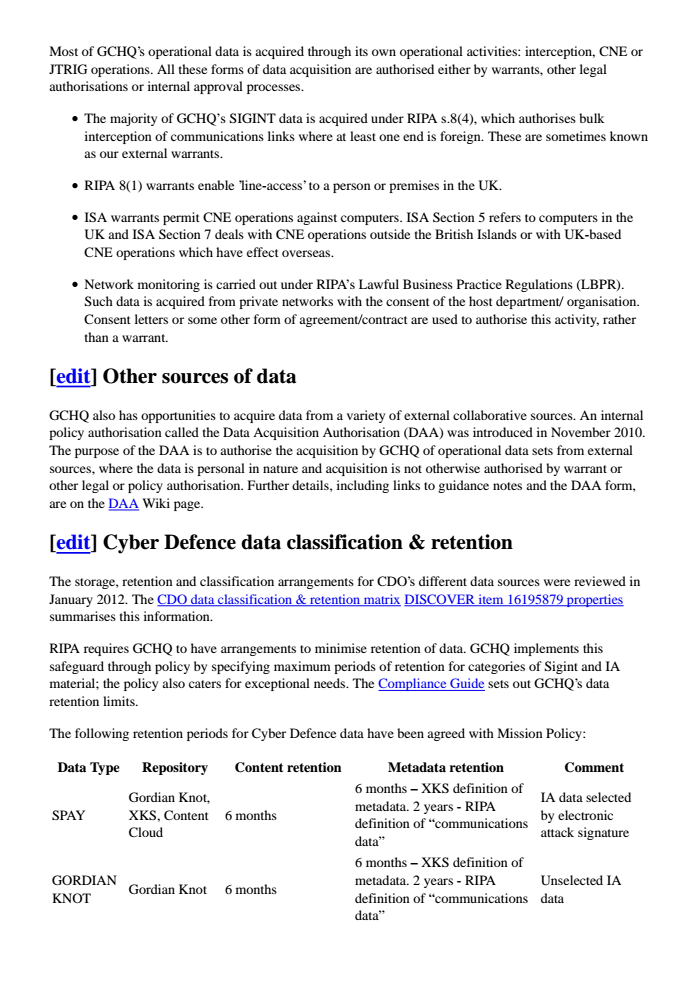 Most of GCHQ’s operational data is acquired through its own operational activities: interception, CNE or
JTRIG operations. All these forms of data acquisition are authorised either by warrants, other legal
authorisations or internal approval processes.
• The majority of GCHQ’s SIGINT data is acquired under RIPA s.8(4), which authorises bulk
interception of communications links where at least one end is foreign. These are sometimes known
as our external warrants.
• RIPA 8(1) warrants enable 'line-access' to a person or premises in the UK.
• ISA warrants permit CNE operations against computers. ISA Section 5 refers to computers in the
UK and ISA Section 7 deals with CNE operations outside the British Islands or with UK-based
CNE operations which have effect overseas.
• Network monitoring is carried out under RIPA’s Lawful Business Practice Regulations (LBPR).
Such data is acquired from private networks with the consent of the host department/ organisation.
Consent letters or some other form of agreement/contract are used to authorise this activity, rather
than a warrant.
[edit] Other sources of data
GCHQ also has opportunities to acquire data from a variety of external collaborative sources. An internal
policy authorisation called the Data Acquisition Authorisation (DAA) was introduced in November 2010.
The purpose of the DAA is to authorise the acquisition by GCHQ of operational data sets from external
sources, where the data is personal in nature and acquisition is not otherwise authorised by warrant or
other legal or policy authorisation. Further details, including links to guidance notes and the DAA form,
are on the DAA Wiki page.
[edit] Cyber Defence data classification & retention
The storage, retention and classification arrangements for CDO’s different data sources were reviewed in
January 2012. The CDO data classification & retention matrix DISCOVER item 16195879 properties
summarises this information.
RIPA requires GCHQ to have arrangements to minimise retention of data. GCHQ implements this
safeguard through policy by specifying maximum periods of retention for categories of Sigint and IA
material; the policy also caters for exceptional needs. The Compliance Guide sets out GCHQ’s data
retention limits.
The following retention periods for Cyber Defence data have been agreed with Mission Policy:
Data Type Repository Content retention Metadata retention Comment
SPAY
Gordian Knot,
XKS, Content
Cloud
6 months
6 months – XKS definition of
metadata. 2 years - RIPA
definition of “communications
data”
IA data selected
by electronic
attack signature
GORDIAN
KNOT
Gordian Knot
6 months
6 months – XKS definition of
metadata. 2 years - RIPA
definition of “communications
data”
Unselected IA
data